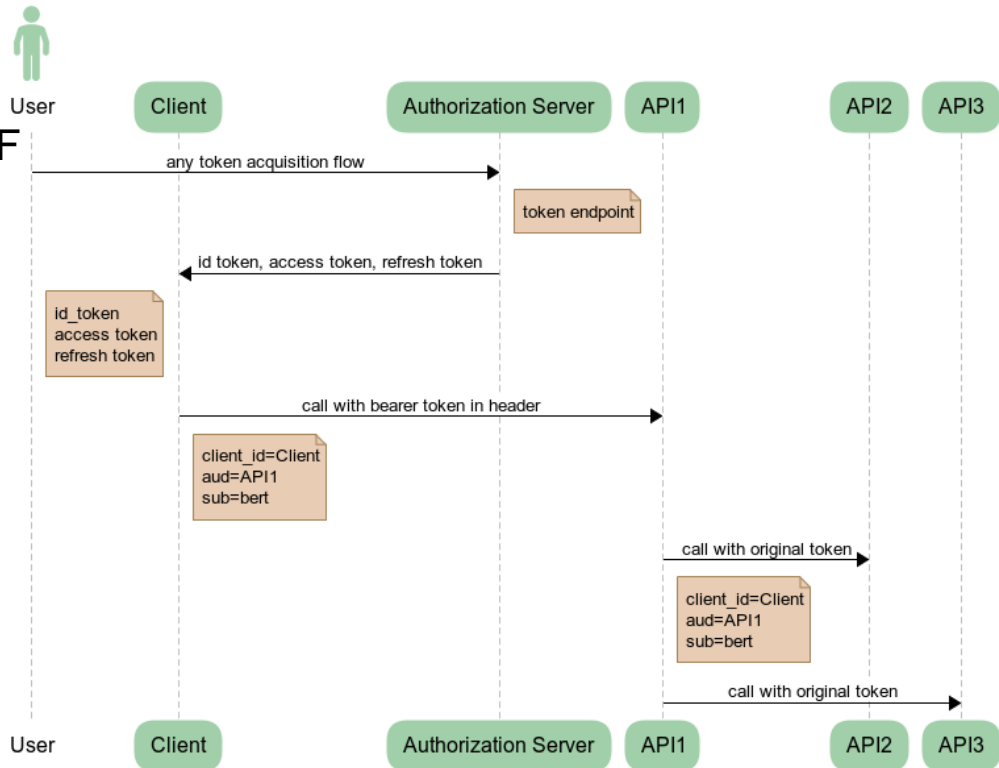 User
Client
Authorization Server
API1
API2
API3
F
any token acquisition flow
token endpoint
id token, access token, refresh token
id_token
access token
refresh token
call with bearer token in header
client_id=Client
aud=API1
sub=bert
call with original token
client_id=Client
aud=API1
sub=bert
call with original token
User
Client
Authorization Server
API1
API2
API3